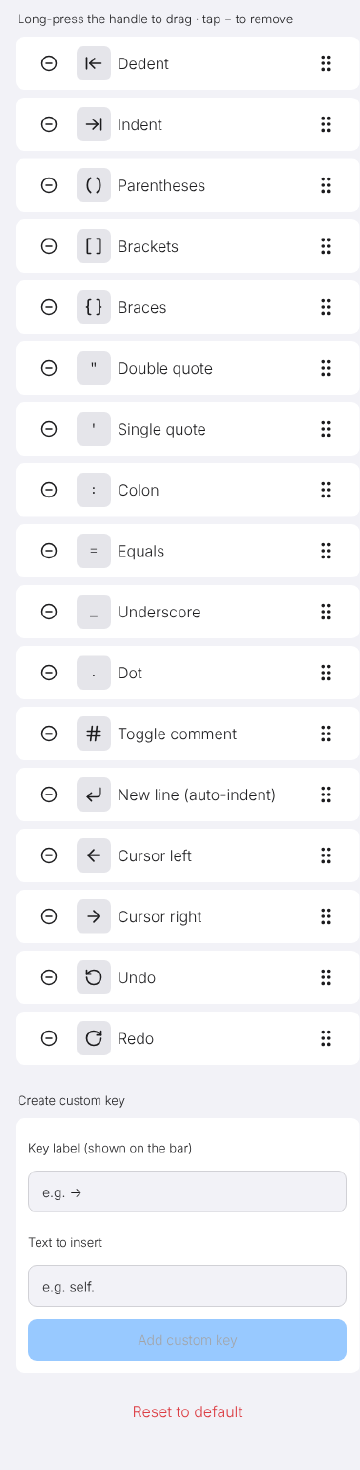 Long-press the handle to drag · tap – to remove
Dedent
Indent
( ) Parentheses
[ ] Brackets
{ } Braces
" Double quote
' Single quote
: Colon
= Equals
_ Underscore
. Dot
# Toggle comment
New line (auto-indent)
Cursor left
Cursor right
Undo
Redo
Create custom key
Key label (shown on the bar)
e.g. →
Text to insert
e.g. self.
Add custom key
Reset to default